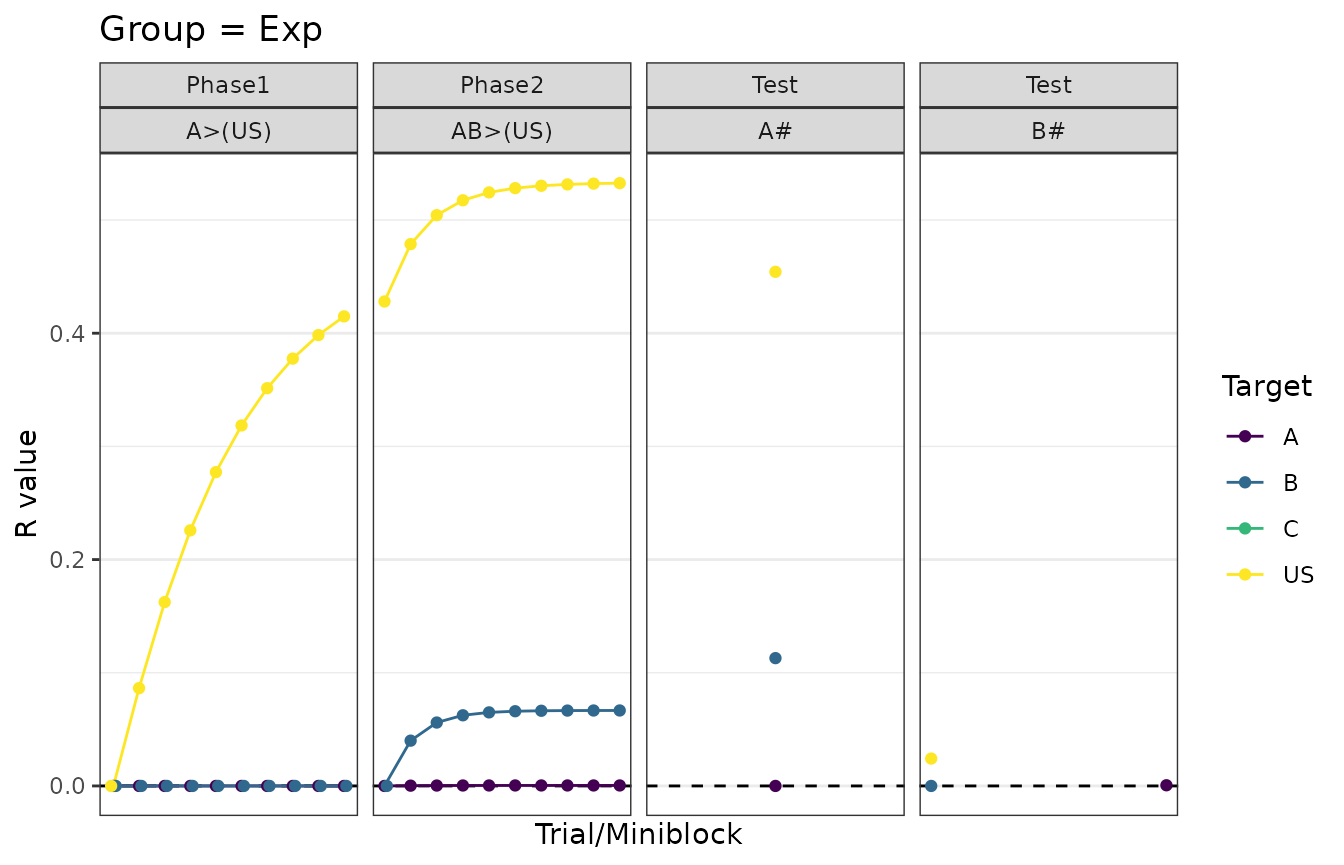 Group = Exp
Phase1
Phase2
Test
Test
A>(US)
AB>(US)
A#
B#
R value
0.4
0.2
0.0
Trial/Miniblock
Target
A
B
C
US